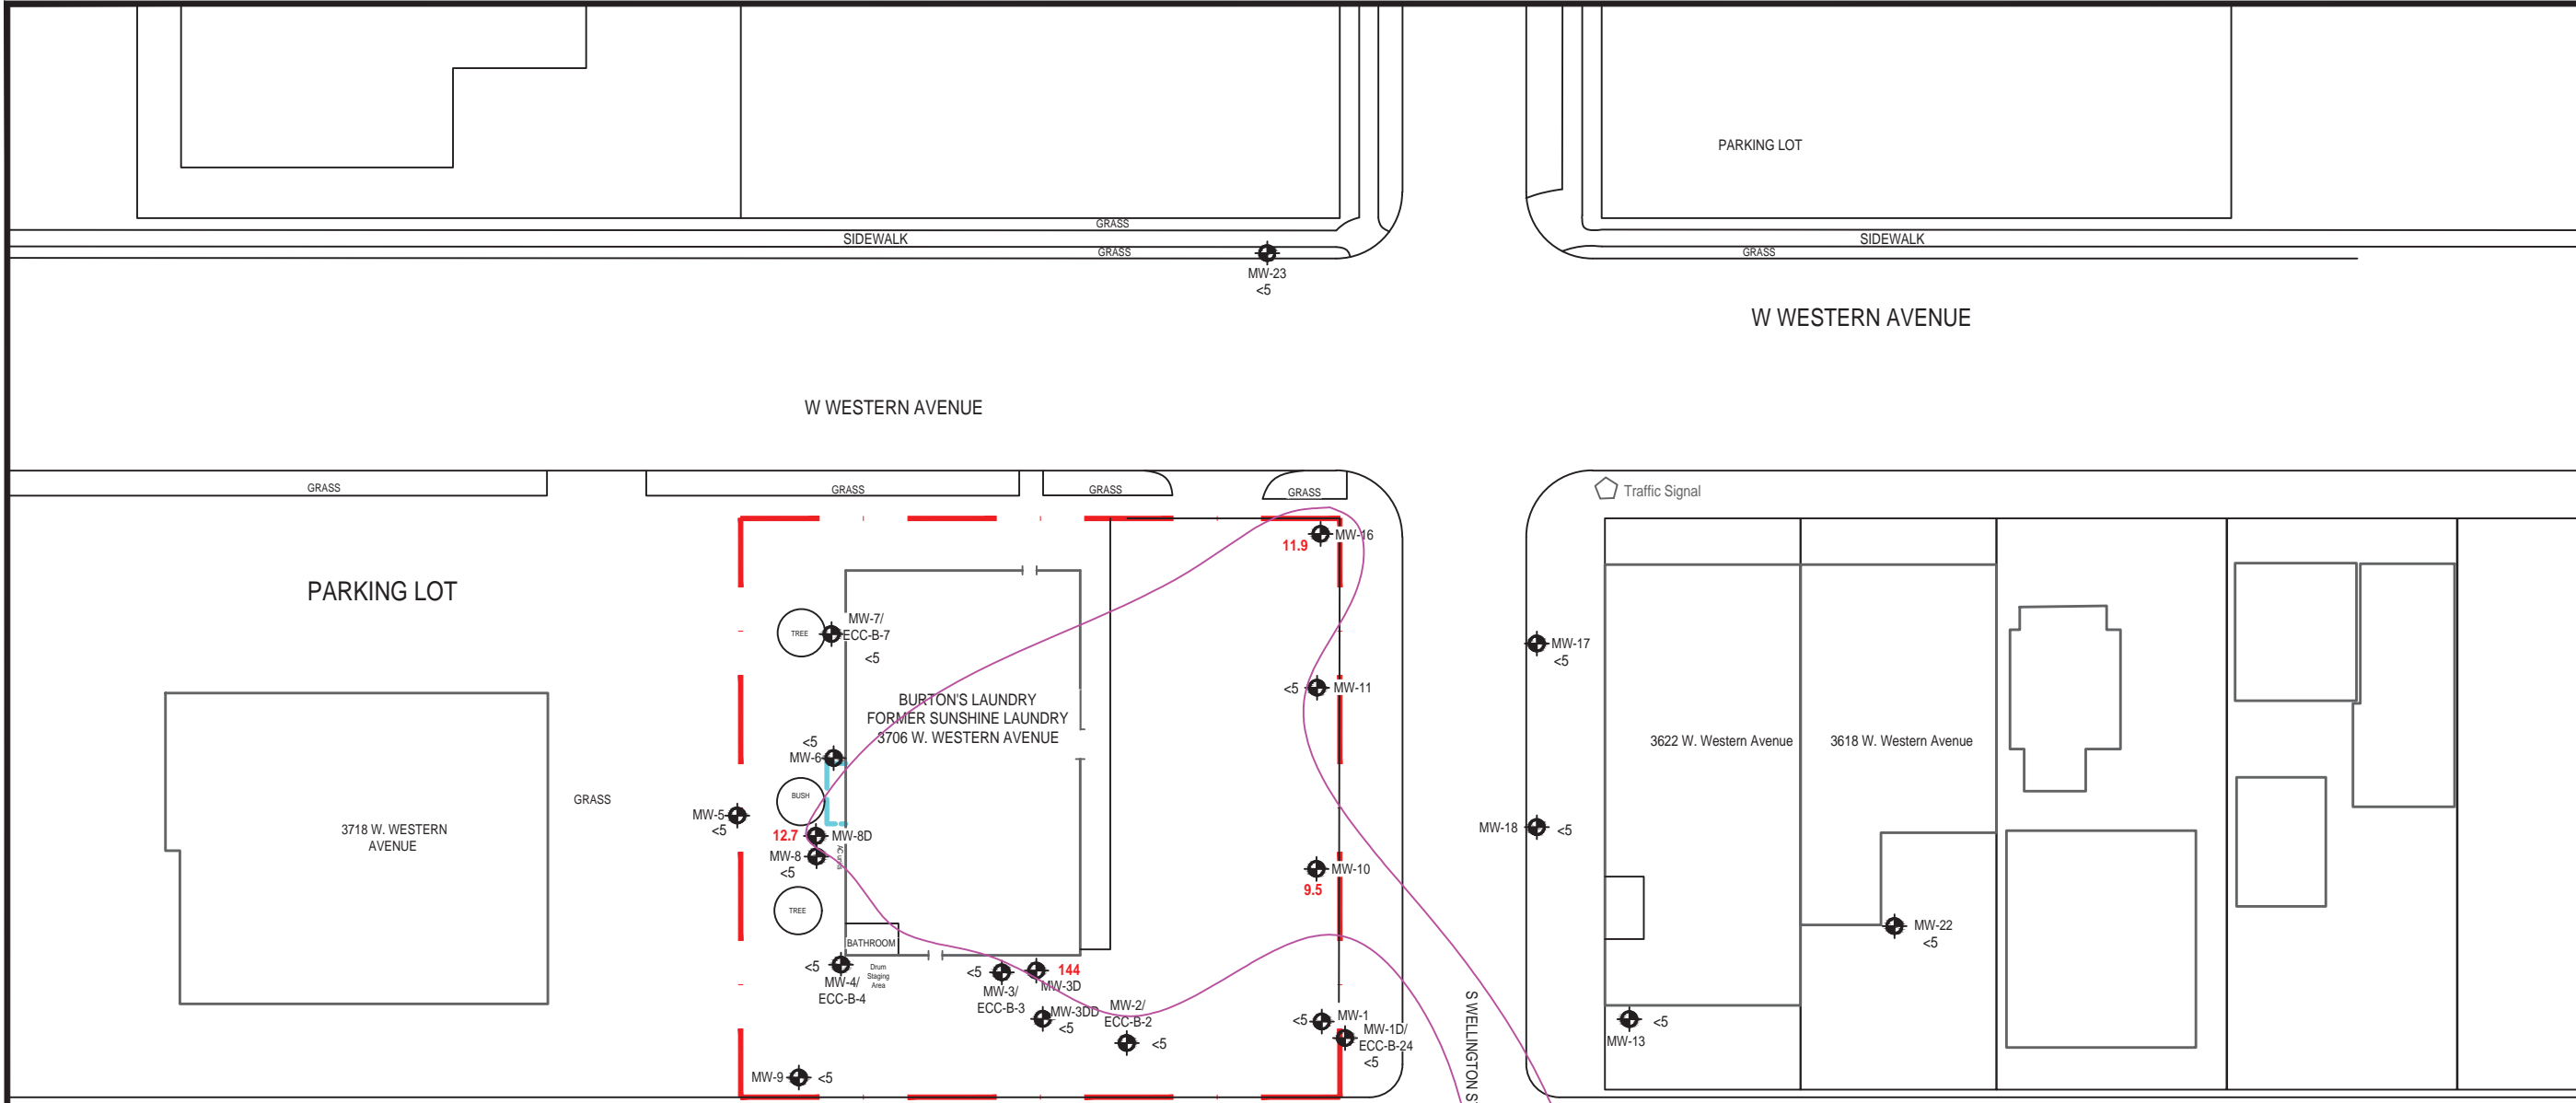 PARKING LOT
GRASS
SIDEWALK
GRASS
SIDEWALK
GRASS
MW-23
<5
W WESTERN AVENUE
W WESTERN AVENUE
GRASS
GRASS
GRASS
GRASS
Traffic Signal
MW-16
11.9
PARKING LOT
MW-7/
ECC-B-7
<5
TREE
MW-17
<5
<5
MW-11
BURTON'S LAUNDRY
FORMER SUNSHINE LAUNDRY
3706 W. WESTERN AVENUE
<5
MW-6
3622 W. Western Avenue
3618 W. Western Avenue
GRASS
BUSH
MW-5
<5
3718 W. WESTERN
AVENUE
12.7
MW-8D
MW-8
<5
MW-18
<5
MW-10
9.5
TREE
BATHROOM
MW-22
<5
<5
MW-4/
ECC-B-4
Drum
Staging
Area
<5
MW-3/
ECC-B-3
144
MW-3D
MW-3DD
<5
MW-2/
ECC-B-2
<5
<5
MW-1
MW-1D/
ECC-B-24
<5
S WELLINGTON S
<5
MW-13
MW-9
<5